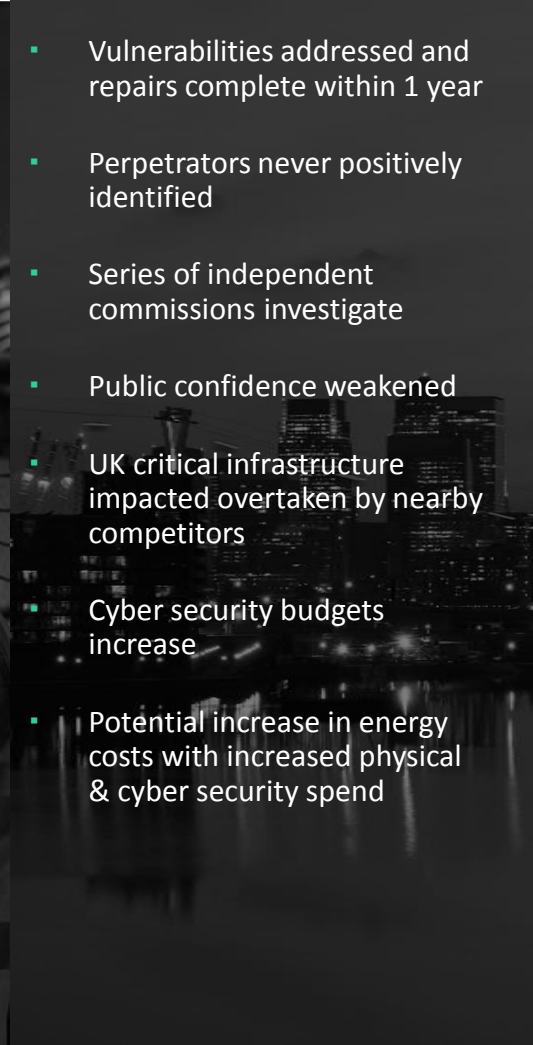 ▪ Vulnerabilities addressed and
repairs complete within 1 year
▪ Perpetrators never positively
identified
▪ Series of independent
commissions investigate
▪ Public confidence weakened
▪ UK critical infrastructure
impacted overtaken by nearby
competitors
▪ Cyber security budgets
increase
▪ Potential increase in energy
costs with increased physical
& cyber security spend